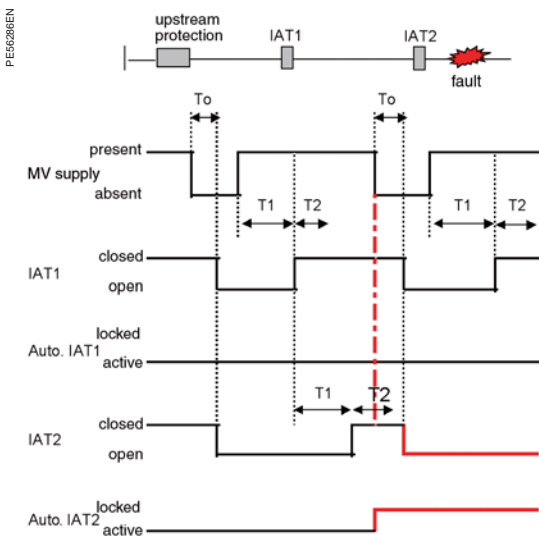 PE56286EN
upstream
protection
IAT1
IAT2
fault
To
To
present
MV supply
absent
T1
T2
T1
T2
closed
IAT1
open
locked
Auto. IAT1
active
T1
T2
closed
IAT2
open
locked
Auto. IAT2
active